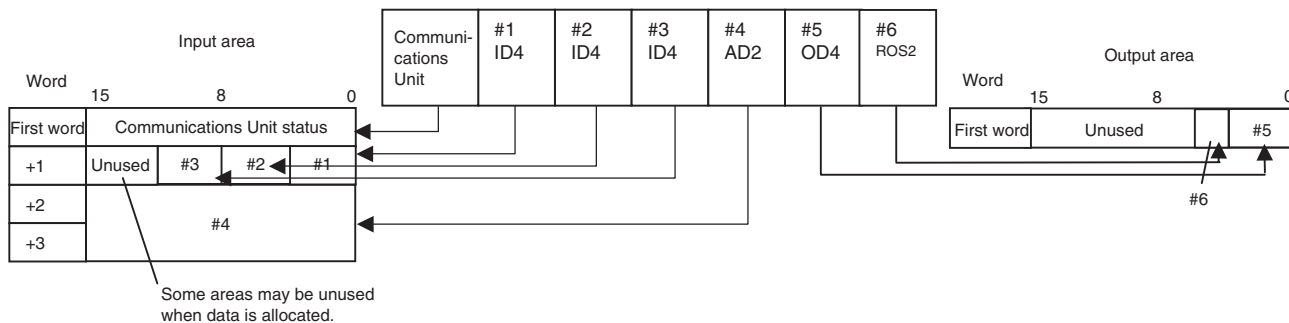 Input area
Word
15 8 0
First word Communications Unit status
+1 Unused #3 #2 #1
+2
#4
+3
Some areas may be unused
when data is allocated.
Communi-
cations
Unit
#1
ID4
#2
ID4
#3
ID4
#4
AD2
#5
OD4
#6
ROS2
Output area
Word
15 8 0
First word Unused #5
#6